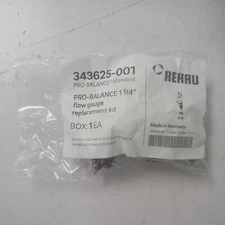 343625-001
PRO-BALANCE Manifold
PRO-BALANCE 1 1/4"
flow gauge
replacement kit
BOX: 1 EA
REHAU
Made in Germany